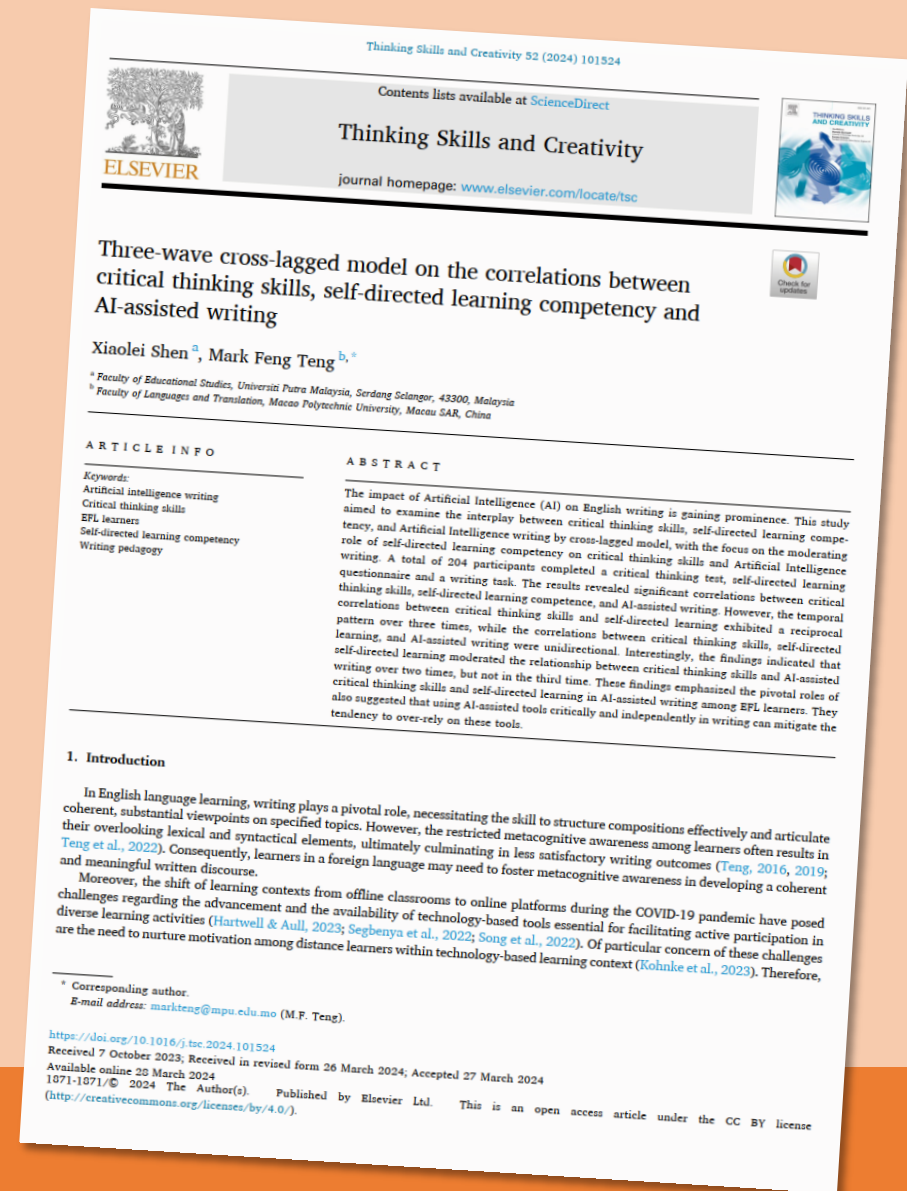 Thinking Skills and Creativity 52 (2024) 101524
Contents lists available at ScienceDirect
Thinking Skills and Creativity
journal homepage: www.elsevier.com/locate/tsc
ELSEVIER
THINKING SKILLS
AND CREATIVITY
Three-wave cross-lagged model on the correlations between
critical thinking skills, self-directed learning competency and
AI-assisted writing
Check for
updates
Xiaolei Shen a, Mark Feng Teng b,*
a Faculty of Educational Studies, Universiti Putra Malaysia, Serdang Selangor, 43300, Malaysia
b Faculty of Languages and Translation, Macao Polytechnic University, Macau SAR, China
ARTICLE INFO
Keywords:
Artificial intelligence writing
Critical thinking skills
EFL learners
Self-directed learning competency
Writing pedagogy
ABSTRACT
The impact of Artificial Intelligence (AI) on English writing is gaining prominence. This study
aimed to examine the interplay between critical thinking skills, self-directed learning compe-
tency, and Artificial Intelligence writing by cross-lagged model, with the focus on the moderating
role of self-directed learning competency on critical thinking skills and Artificial Intelligence
writing. A total of 204 participants completed a critical thinking test, self-directed learning
questionnaire and a writing task. The results revealed significant correlations between critical
thinking skills, self-directed learning competence, and AI-assisted writing. However, the temporal
correlations between critical thinking skills and self-directed learning exhibited a reciprocal
pattern over three times, while the correlations between critical thinking skills, self-directed
learning, and AI-assisted writing were unidirectional. Interestingly, the findings indicated that
self-directed learning moderated the relationship between critical thinking skills and AI-assisted
writing over two times, but not in the third time. These findings emphasized the pivotal roles of
critical thinking skills and self-directed learning in AI-assisted writing among EFL learners. They
also suggested that using AI-assisted tools critically and independently in writing can mitigate the
tendency to over-rely on these tools.
1. Introduction
In English language learning, writing plays a pivotal role, necessitating the skill to structure compositions effectively and articulate
coherent, substantial viewpoints on specified topics. However, the restricted metacognitive awareness among learners often results in
their overlooking lexical and syntactical elements, ultimately culminating in less satisfactory writing outcomes (Teng, 2016, 2019;
Teng et al., 2022). Consequently, learners in a foreign language may need to foster metacognitive awareness in developing a coherent
and meaningful written discourse.
Moreover, the shift of learning contexts from offline classrooms to online platforms during the COVID-19 pandemic have posed
challenges regarding the advancement and the availability of technology-based tools essential for facilitating active participation in
diverse learning activities (Hartwell & Aull, 2023; Segbenya et al., 2022; Song et al., 2022). Of particular concern of these challenges
are the need to nurture motivation among distance learners within technology-based learning context (Kohnke et al., 2023). Therefore,
* Corresponding author.
E-mail address: markteng@mpu.edu.mo (M.F. Teng).
https://doi.org/10.1016/j.tsc.2024.101524
Received 7 October 2023; Received in revised form 26 March 2024; Accepted 27 March 2024
Available online 28 March 2024
1871-1871/© 2024 The Author(s). Published by Elsevier Ltd. This is an open access article under the CC BY license
(http://creativecommons.org/licenses/by/4.0/).